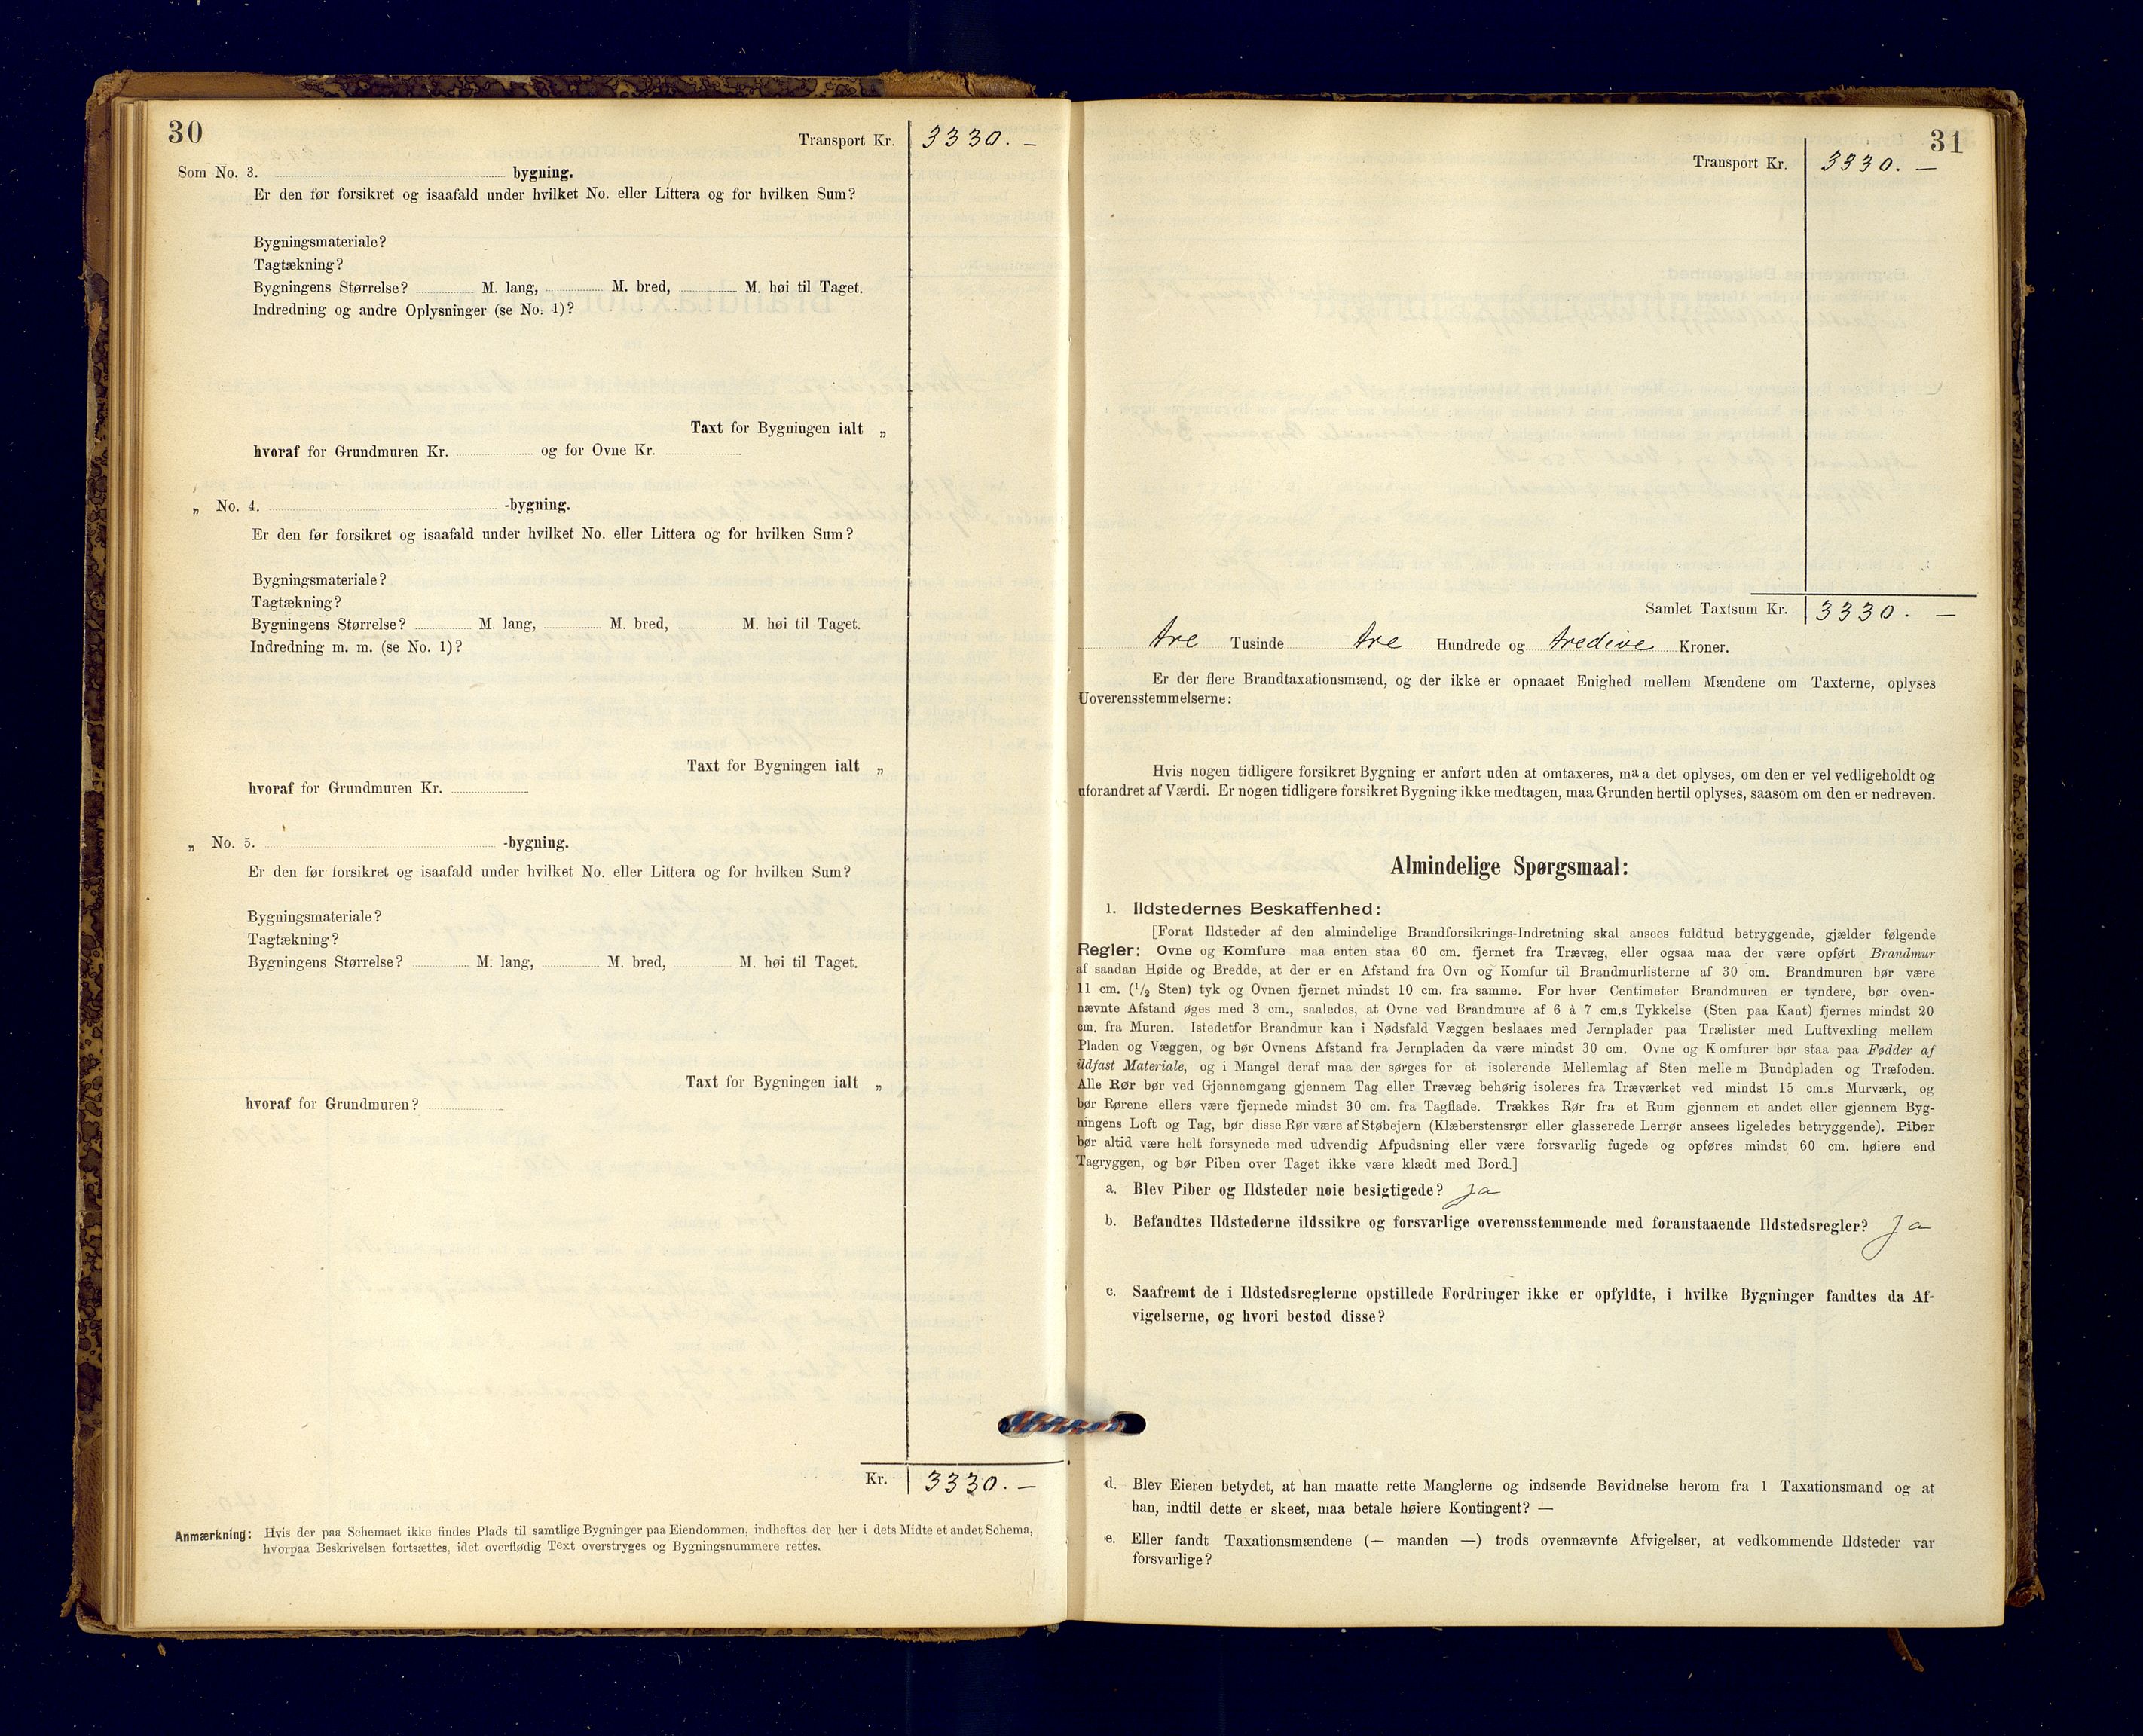 30
Transport Kr. 3330. —
Som No. 3. bygning.
Er den før forsikret og isaafald under hvilket No. eller Littera og for hvilken Sum?
Bygningsmateriale?
Tagtækning?
Bygningens Størrelse? M. lang, M. bred, M. høi til Taget.
Indredning og andre Oplysninger (se No. 1)?
Taxt for Bygningen ialt „
hvoraf for Grundmuren Kr. og for Ovne Kr.
„ No. 4. -bygning.
Er den før forsikret og isaafald under hvilket No. eller Littera og for hvilken Sum?
Bygningsmateriale?
Tagtækning?
Bygningens Størrelse? M. lang, M. bred, M. høi til Taget.
Indredning m. m. (se No. 1)?
Taxt for Bygningen ialt „
hvoraf for Grundmuren Kr.
„ No. 5. -bygning.
Er den før forsikret og isaafald under hvilket No. eller Littera og for hvilken Sum?
Bygningsmateriale?
Tagtækning?
Bygningens Størrelse? M. lang, M. bred, M. høi til Taget.
Taxt for Bygningen ialt „
hvoraf for Grundmuren?
Kr. 3330. —
Anmærkning: Hvis der paa Schemaet ikke findes Plads til samtlige Bygninger paa Eiendommen, indheftes der her i dets Midte et andet Schema,
hvorpaa Beskrivelsen fortsættes, idet overflødig Text overstryges og Bygningsnummere rettes.
31
Transport Kr. 3330. —
Samlet Taxtsum Kr. 3330. —
tre Tusinde tre Hundrede og tredive Kroner.
Er der flere Brandtaxationsmænd, og der ikke er opnaaet Enighed mellem Mændene om Taxterne, oplyses
Uoverensstemmelserne:
Hvis nogen tidligere forsikret Bygning er anført uden at omtaxeres, maa det oplyses, om den er vel vedligeholdt og
uforandret af Værdi. Er nogen tidligere forsikret Bygning ikke medtagen, maa Grunden hertil oplyses, saasom om den er nedreven.
Almindelige Spørgsmaal:
1. Ildstedernes Beskaffenhed:
[Forat Ildsteder af den almindelige Brandforsikrings-Indretning skal ansees fuldtud betryggende, gjælder følgende
Regler: Ovne og Komfure maa enten staa 60 cm. fjernet fra Trævæg, eller ogsaa maa der være opført Brandmur
af saadan Høide og Bredde, at der er en Afstand fra Ovn og Komfur til Brandmurlisterne af 30 cm. Brandmuren bør være
11 cm. (1/2 Sten) tyk og Ovnen fjernet mindst 10 cm. fra samme. For hver Centimeter Brandmuren er tyndere, bør oven-
nævnte Afstand øges med 3 cm., saaledes, at Ovne ved Brandmure af 6 à 7 cm.s Tykkelse (Sten paa Kant) fjernes mindst 20
cm. fra Muren. Istedetfor Brandmur kan i Nødsfald Væggen beslaaes med Jernplader paa Trælister med Luftvexling mellem
Pladen og Væggen, og bør Ovnens Afstand fra Jernpladen da være mindst 30 cm. Ovne og Komfurer bør staa paa Fødder af
ildfast Materiale, og i Mangel deraf maa der sørges for et isolerende Mellemlag af Sten mellem Bundpladen og Træfoden.
Alle Rør bør ved Gjennemgang gjennem Tag eller Trævæg behørig isoleres fra Træværket ved mindst 15 cm.s Murværk, og
bør Rørene ellers være fjernede mindst 30 cm. fra Tagflade. Trækkes Rør fra et Rum gjennem et andet eller gjennem Byg-
ningens Loft og Tag, bør disse Rør være af Støbejern (Klæberstensrør eller glasserede Lerrør ansees ligeledes betryggende). Piber
bør altid være helt forsynede med udvendig Afpudsning eller være forsvarlig fugede og opføres mindst 60 cm. høiere end
Tagryggen, og bør Piben over Taget ikke være klædt med Bord.]
a. Blev Piber og Ildsteder nøie besigtigede? Ja
b. Befandtes Ildstederne ildssikre og forsvarlige overensstemmende med foranstaaende Ildstedsregler? Ja
c. Saafremt de i Ildstedsreglerne opstillede Fordringer ikke er opfyldte, i hvilke Bygninger fandtes da Af-
vigelserne, og hvori bestod disse?
d. Blev Eieren betydet, at han maatte rette Manglerne og indsende Bevidnelse herom fra 1 Taxationsmand og at
han, indtil dette er skeet, maa betale høiere Kontingent? —
e. Eller fandt Taxationsmændene (— manden —) trods ovennævnte Afvigelser, at vedkommende Ildsteder var
forsvarlige?